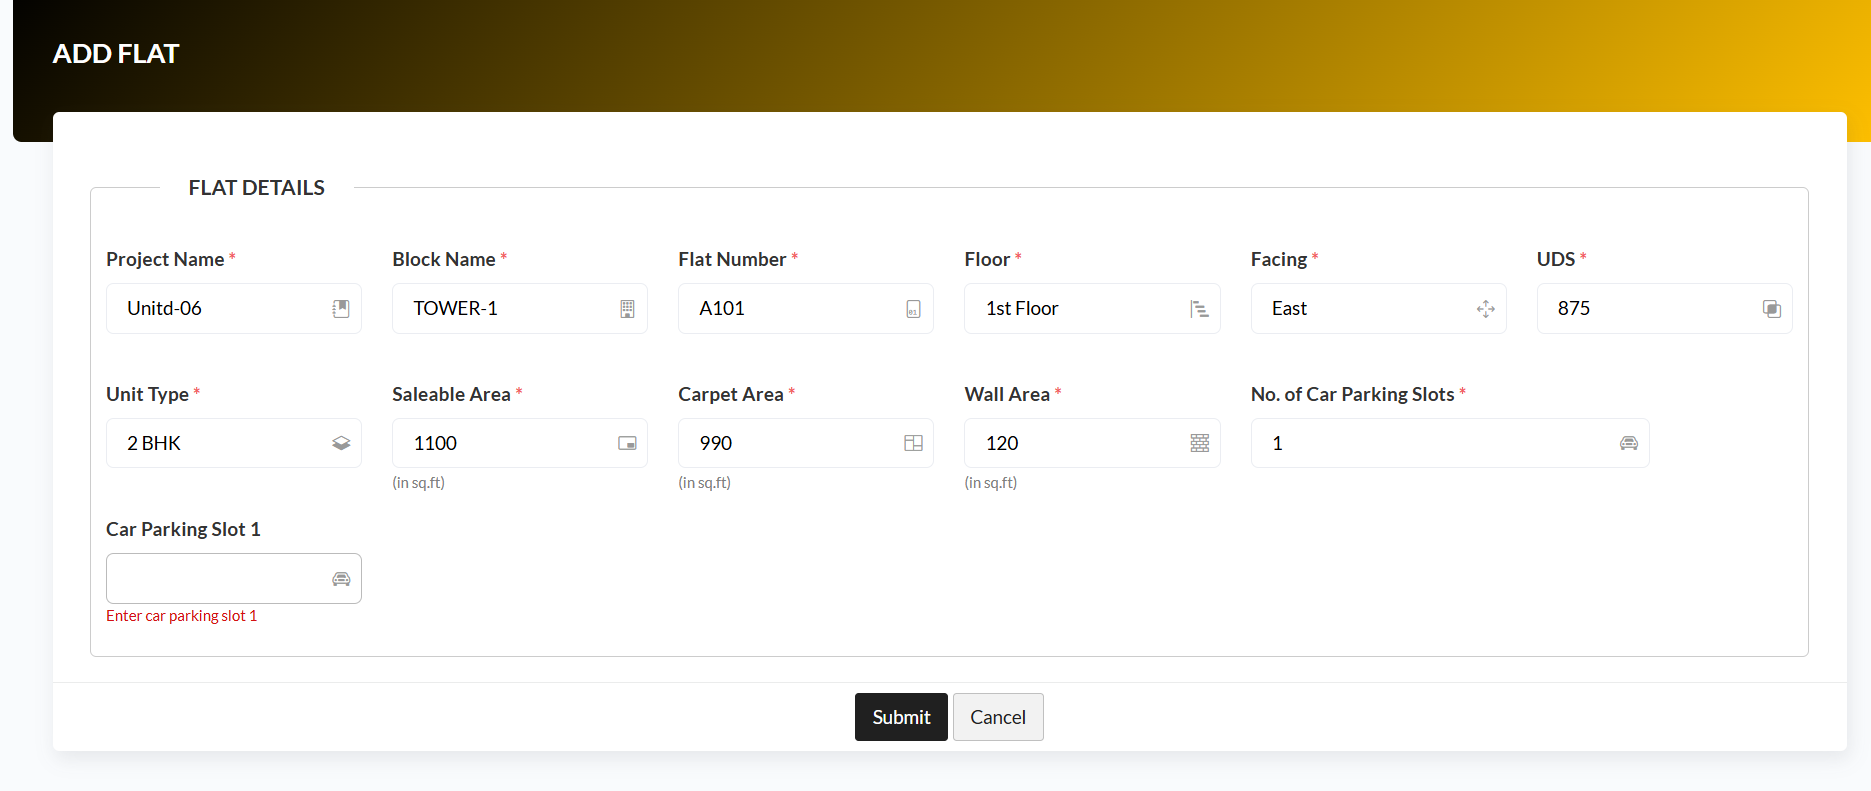 ADD FLAT
FLAT DETAILS
Project Name * Block Name * Flat Number * Floor * Facing * UDS *
Unitd-06 TOWER-1 A101 1st Floor East 875
Unit Type * Saleable Area * Carpet Area * Wall Area * No. of Car Parking Slots *
2 BHK 1100 990 120 1
(in sq.ft) (in sq.ft) (in sq.ft)
Car Parking Slot 1
Enter car parking slot 1
Submit Cancel